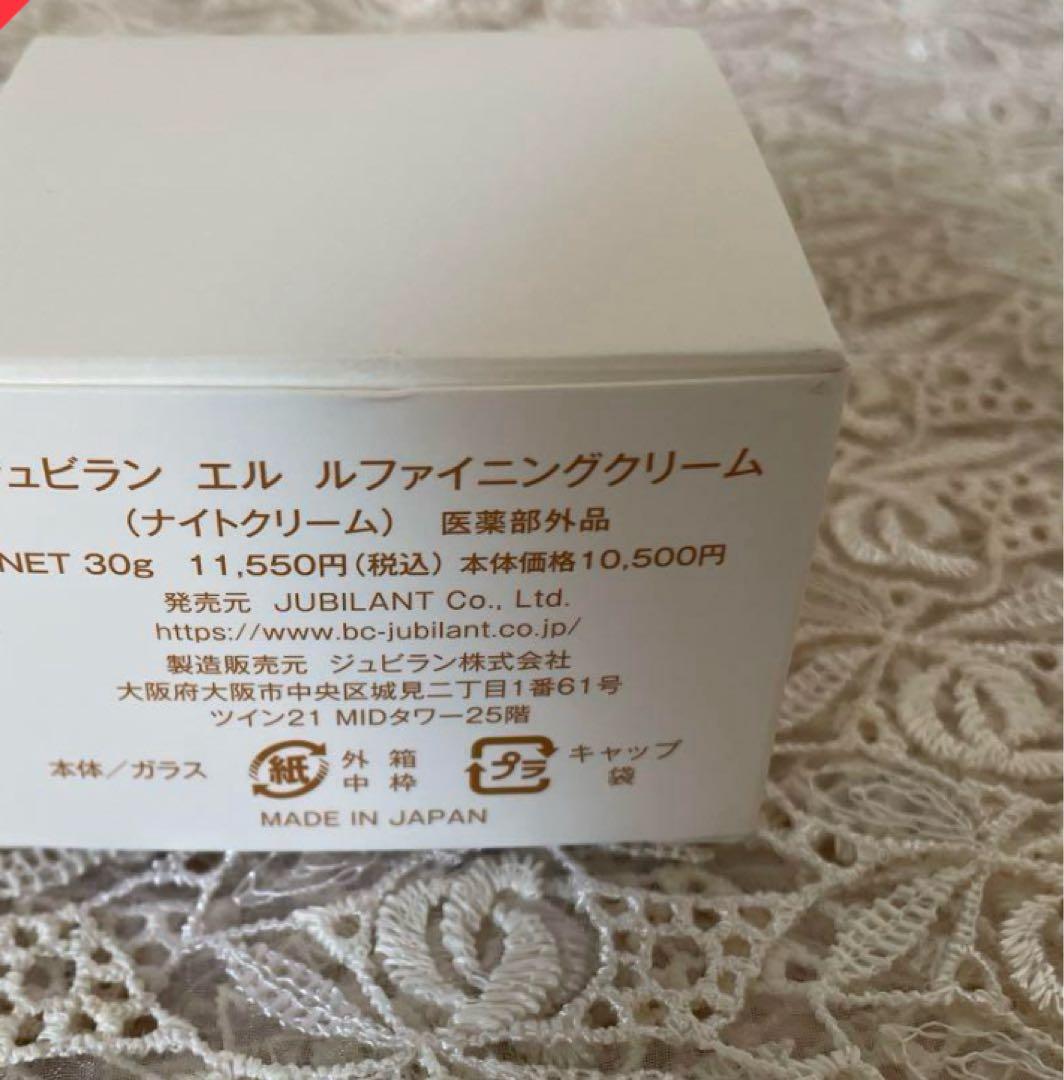 ジュビラン エル ルファイニングクリーム
（ナイトクリーム） 医薬部外品
NET 30g 11,550円（税込） 本体価格10,500円
発売元 JUBILANT Co., Ltd.
https://www.bc-jubilant.co.jp/
製造販売元 ジュビラン株式会社
大阪府大阪市中央区城見二丁目1番61号
ツイン21 MIDタワー25階
本体／ガラス 紙 外箱 プラ キャップ
中枠 袋
MADE IN JAPAN